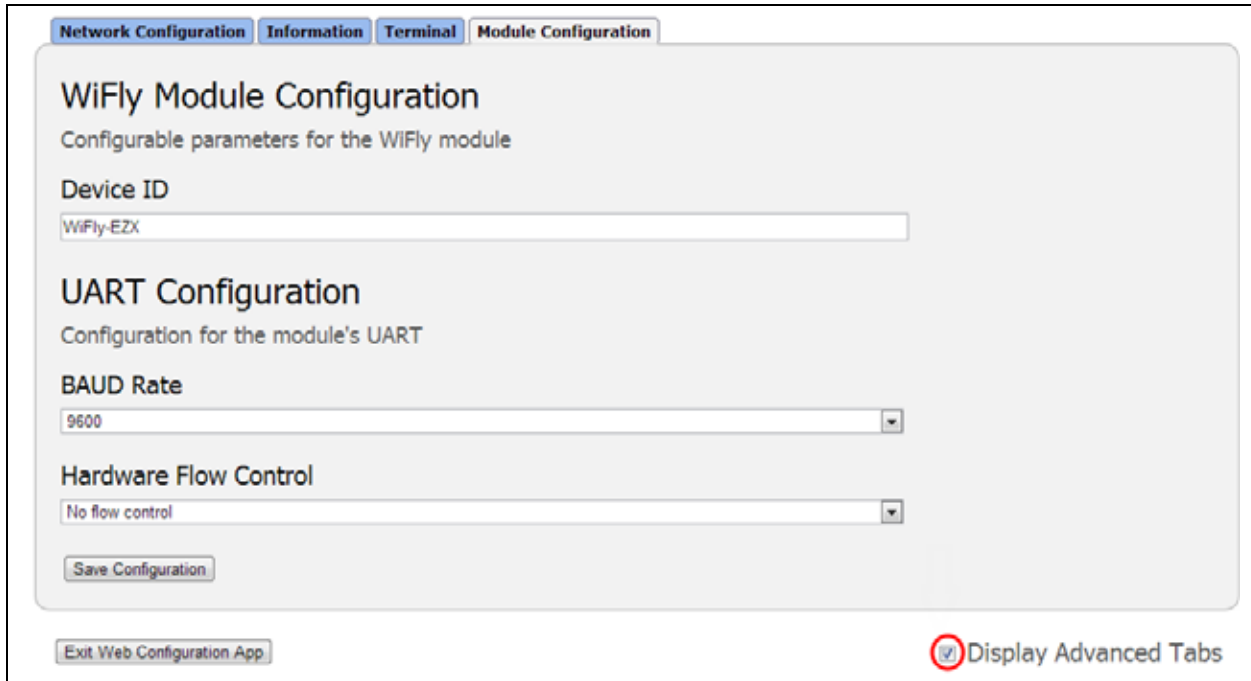 Network Configuration Information Terminal Module Configuration
WiFly Module Configuration
Configurable parameters for the WiFly module
Device ID
WiFly-EZX
UART Configuration
Configuration for the module's UART
BAUD Rate
9600
Hardware Flow Control
No flow control
Save Configuration
Exit Web Configuration App Display Advanced Tabs